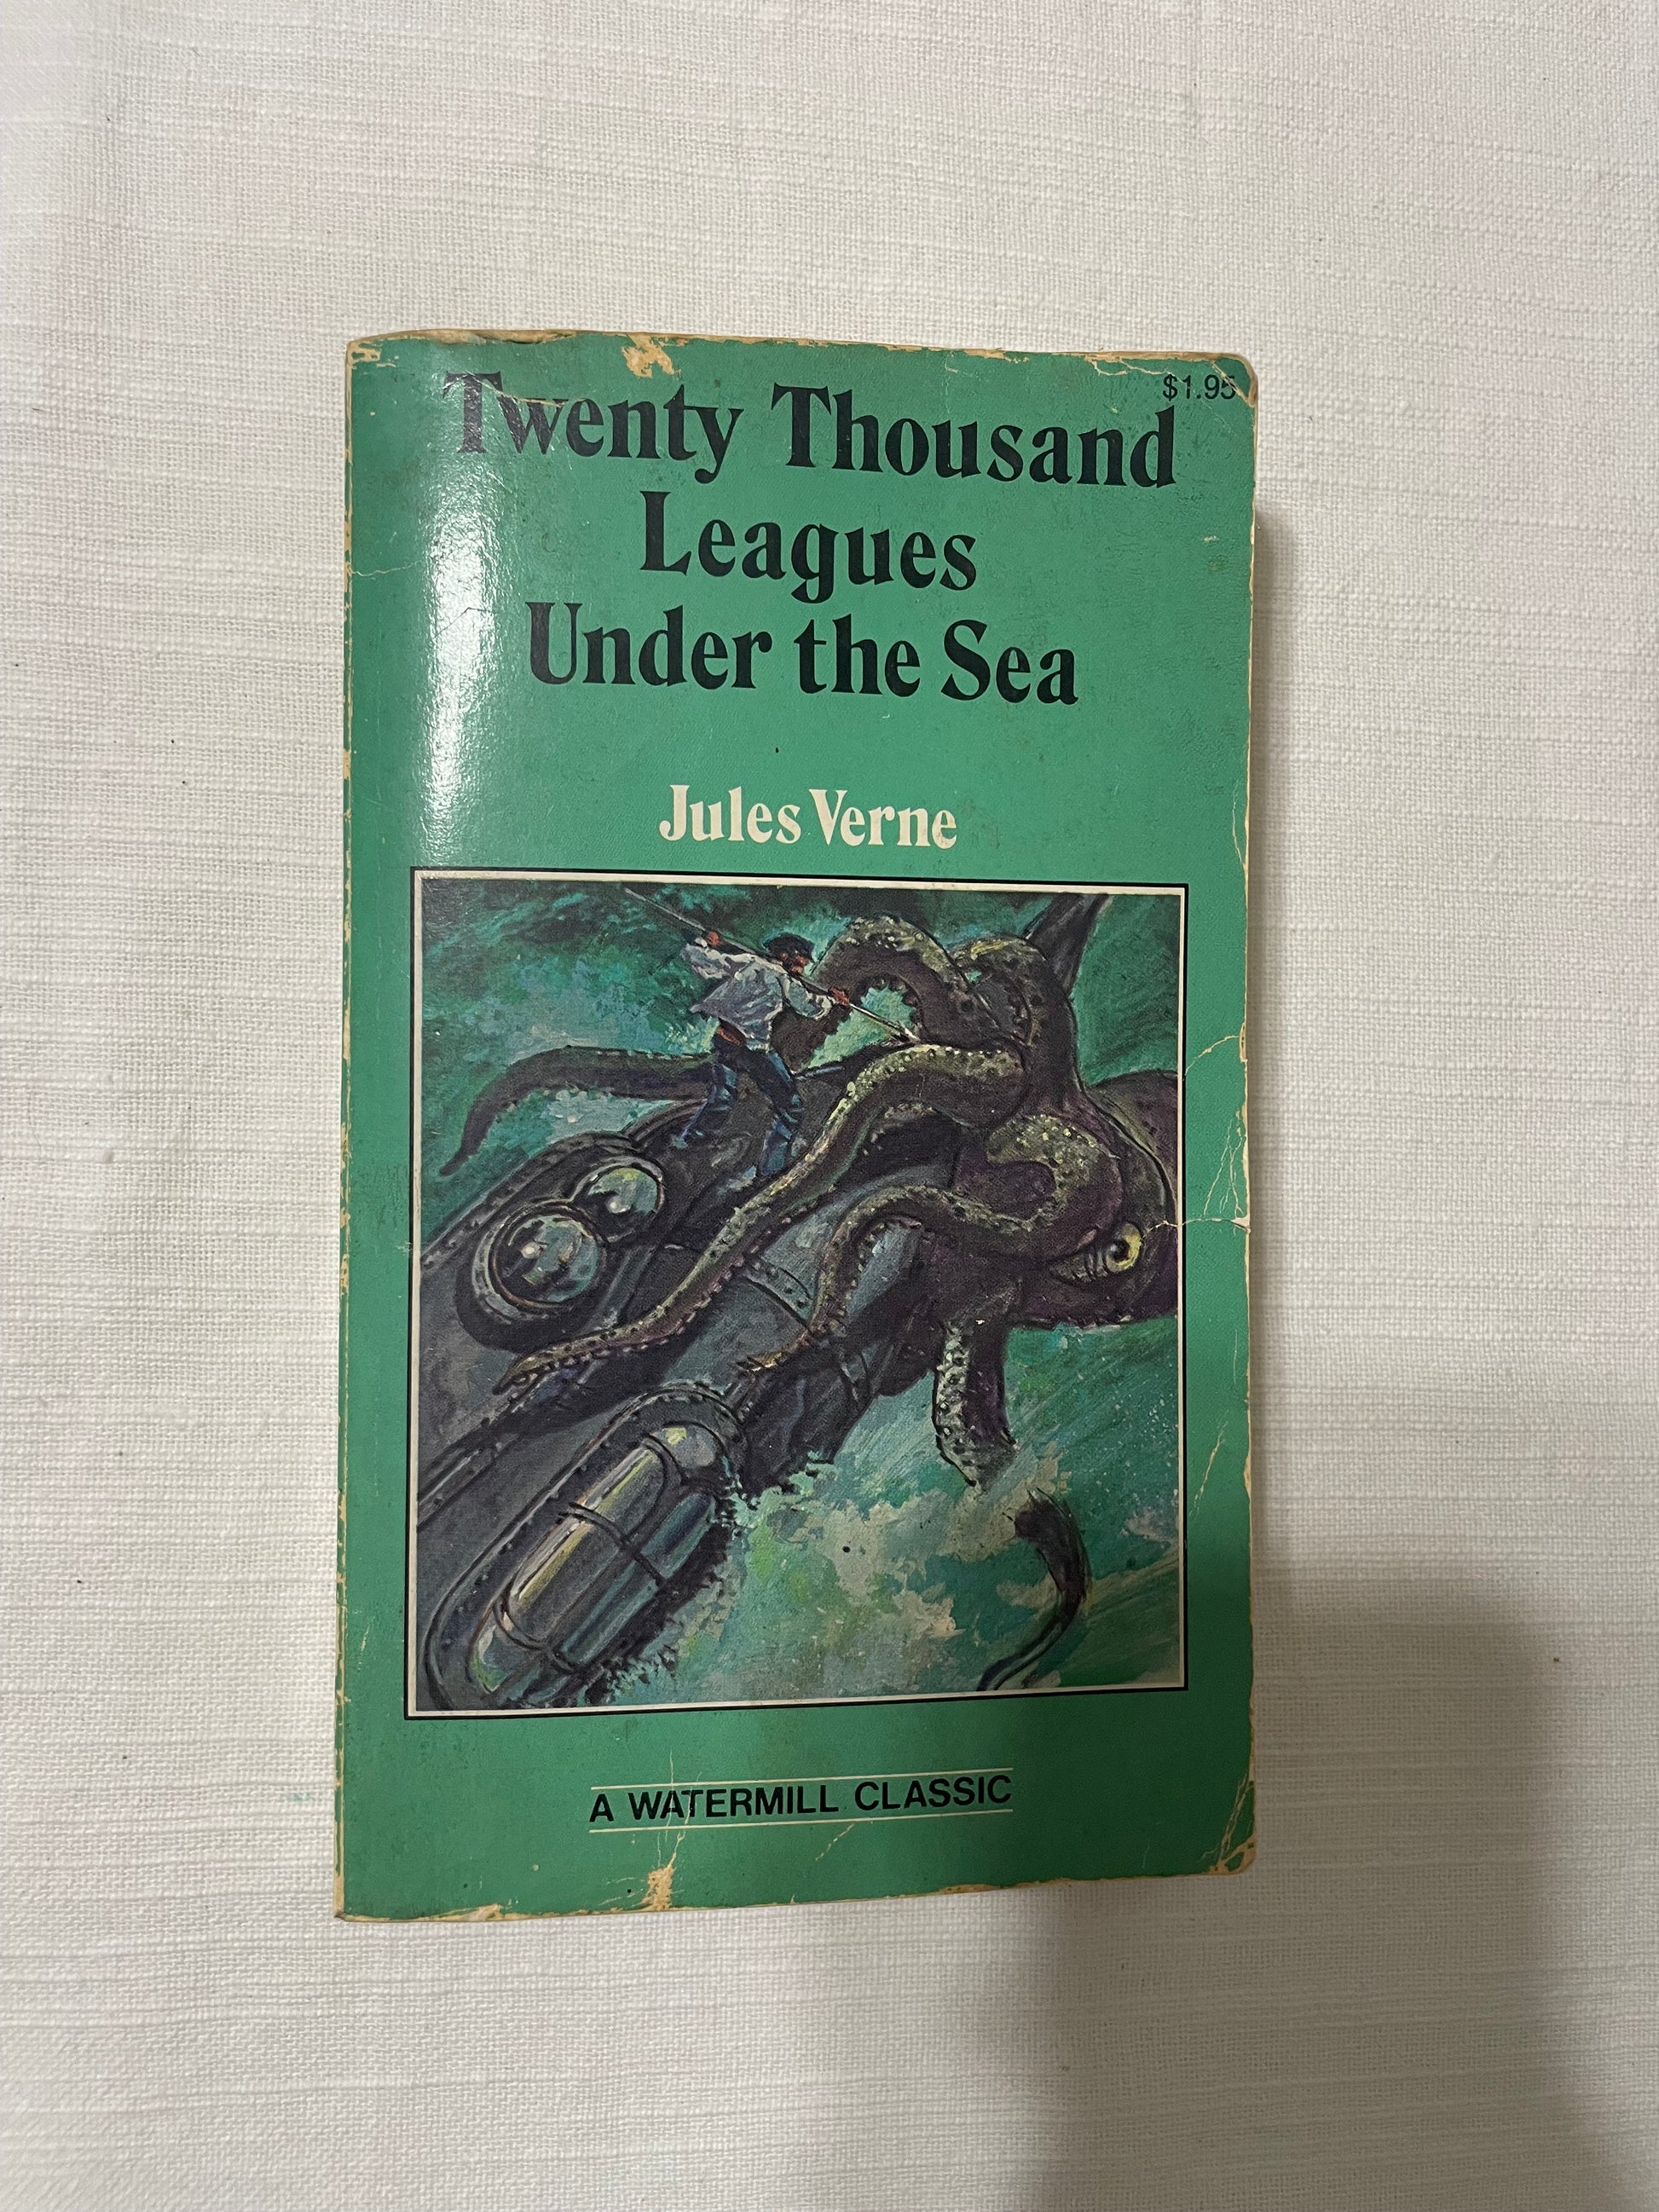 $1.95
Twenty Thousand
Leagues
Under the Sea
Jules Verne
A WATERMILL CLASSIC